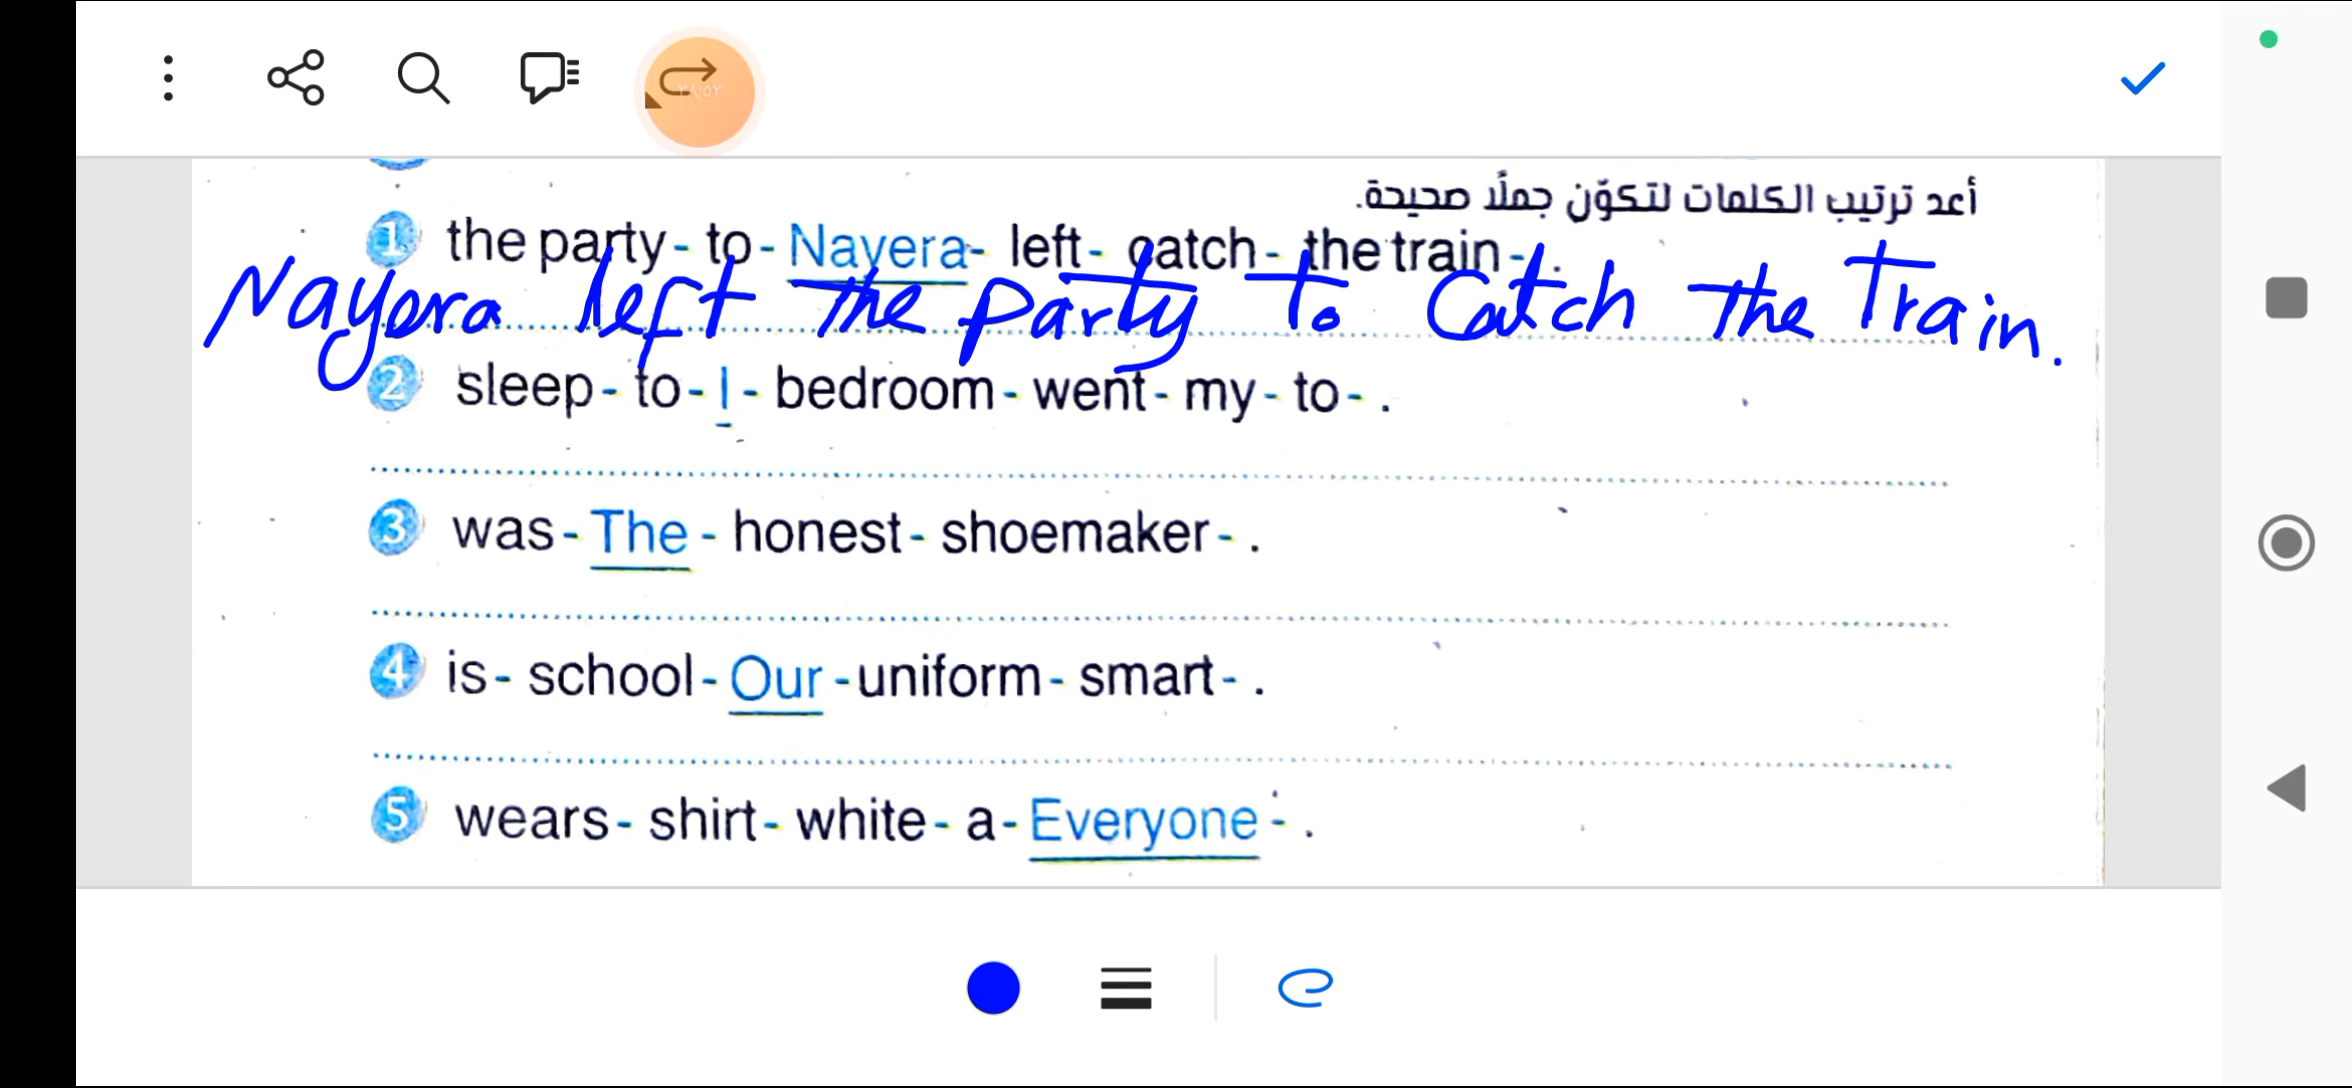 أعد ترتيب الكلمات لتكوّن جملًا صحيحة.
1 the party- to- Nayera- left- catch- the train- .
Nayera left the party to catch the Train.
2 sleep- to- I- bedroom- went- my- to- .
3 was- The- honest- shoemaker- .
4 is- school- Our -uniform- smart- .
5 wears- shirt- white- a- Everyone- .